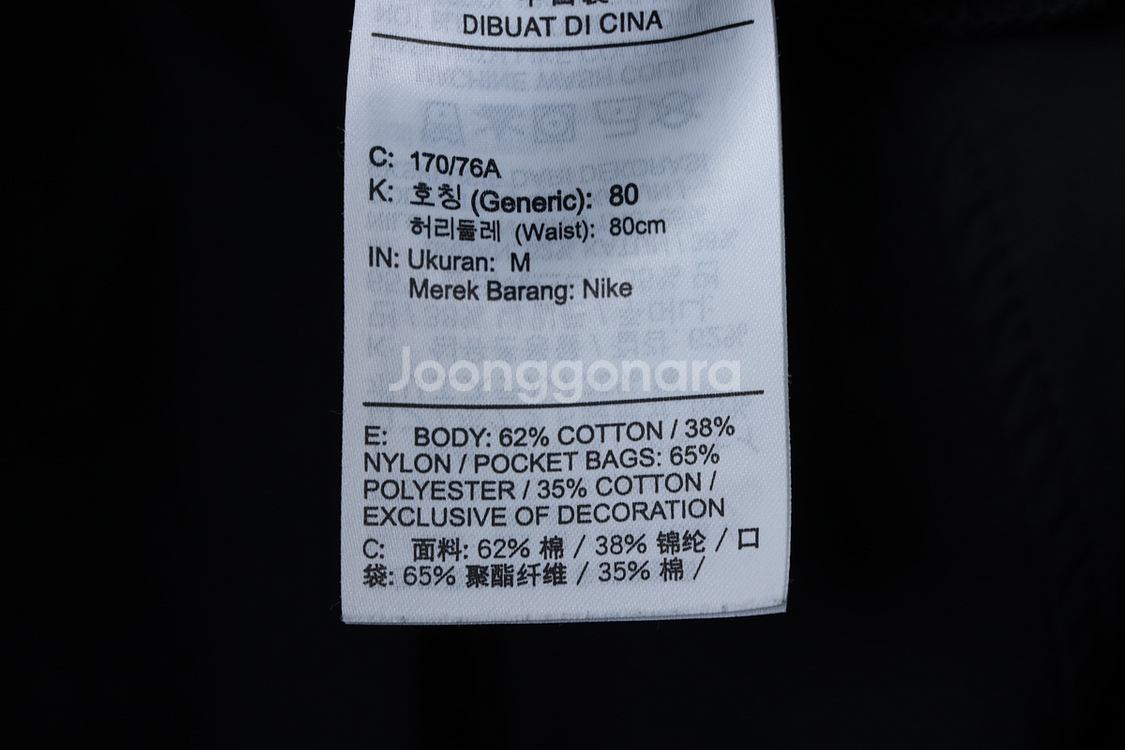 DIBUAT DI CINA
C: 170/76A
K: 호칭 (Generic): 80
허리둘레 (Waist): 80cm
IN: Ukuran: M
Merek Barang: Nike
Joonggonara
E: BODY: 62% COTTON / 38%
NYLON / POCKET BAGS: 65%
POLYESTER / 35% COTTON /
EXCLUSIVE OF DECORATION
C: 面料: 62% 棉 / 38% 锦纶 / 口
袋: 65% 聚酯纤维 / 35% 棉 /